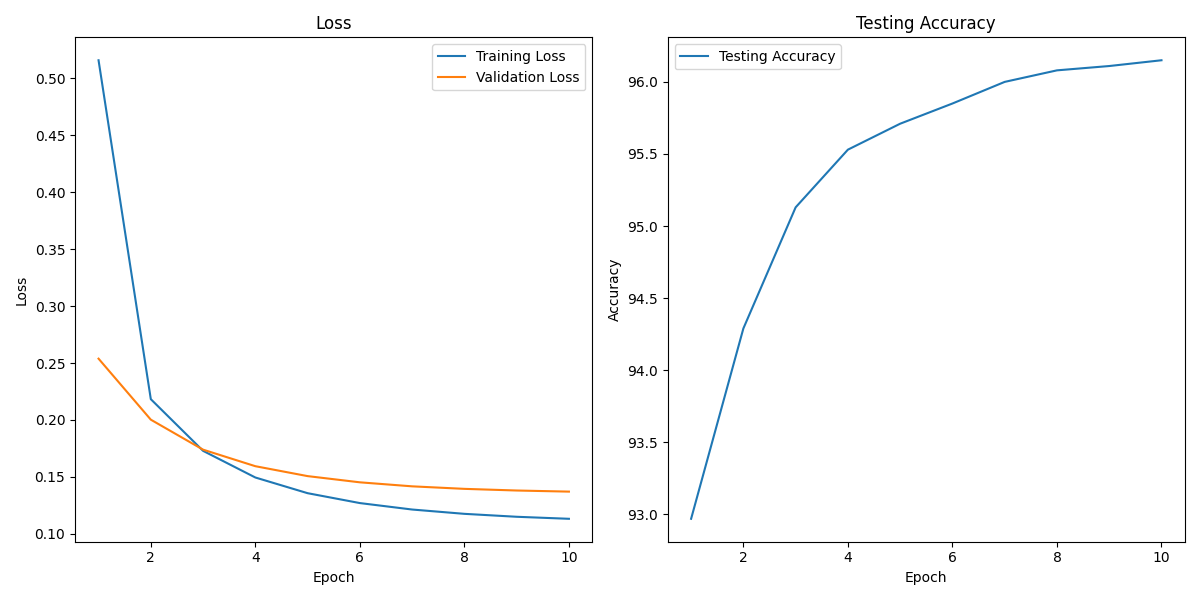 Loss
Training Loss
Validation Loss
0.50
0.45
0.40
0.35
0.30
0.25
0.20
0.15
0.10
Loss
2 4 6 8 10
Epoch
Testing Accuracy
Testing Accuracy
96.0
95.5
95.0
94.5
94.0
93.5
93.0
Accuracy
2 4 6 8 10
Epoch